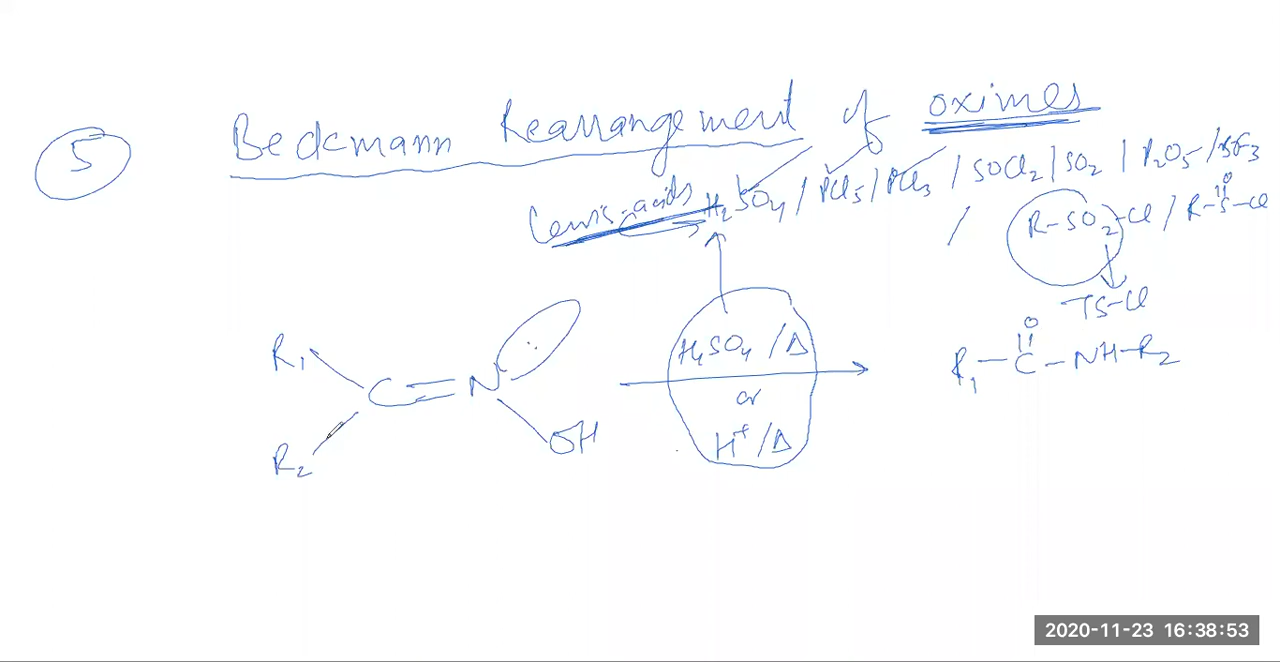 5
Beckmann Rearrangement of oximes
Lewis-acids H2SO4 / PCl5 / PCl3 / SOCl2 / SO2 / P2O5 / BF3
/ R-SO2-Cl / R-S-Cl
O
TS-Cl
R1
R2
C=N
..
OH
H2SO4 / Δ
or
H+ / Δ
O
R1-C-NH-R2
2020-11-23 16:38:53